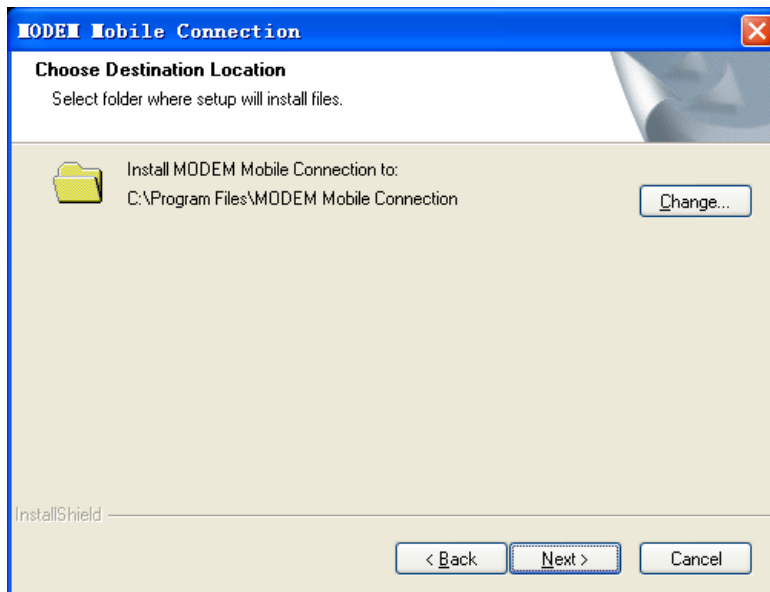 MODEM Mobile Connection
Choose Destination Location
Select folder where setup will install files.
Install MODEM Mobile Connection to:
C:\Program Files\MODEM Mobile Connection
Change...
InstallShield
< Back
Next >
Cancel